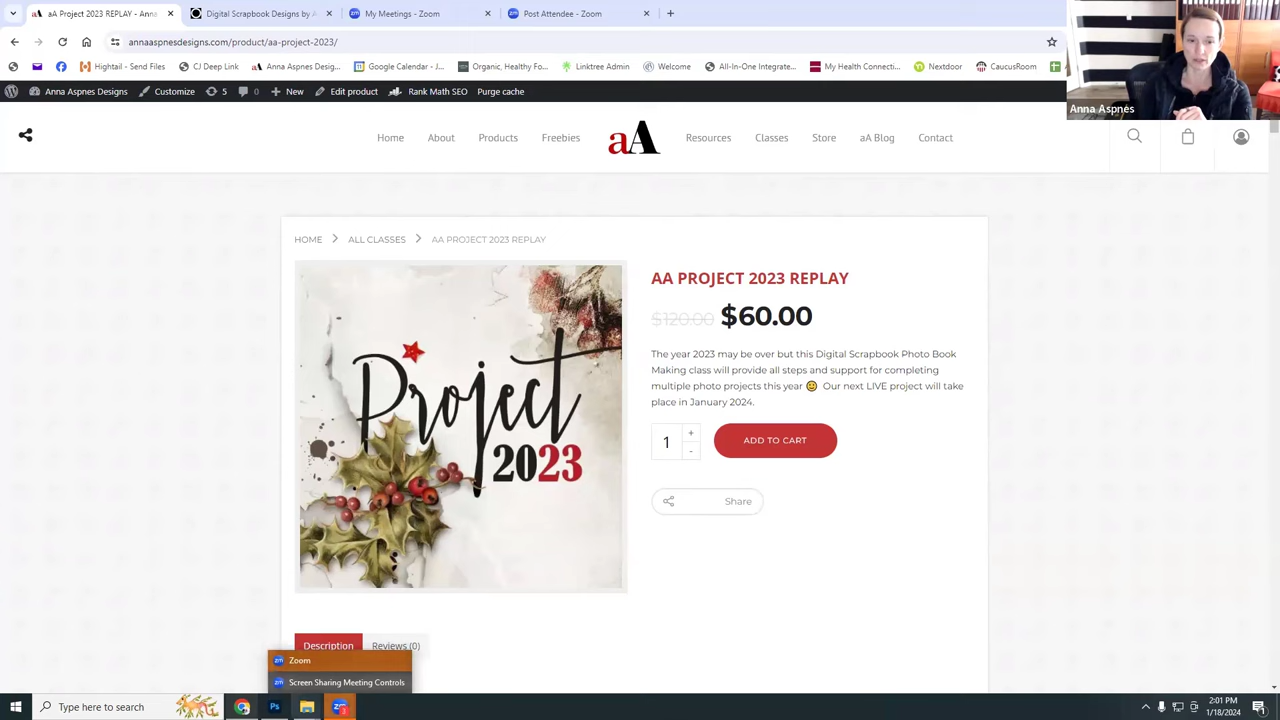 aA Project 2023 REPLAY - Anna
Digital Scrapbook Designs by A
My Meetings - Zoom
Post Attendee - Zoom
annaaspnesdesigns.com/product/aa-project-2023/
Hightail - Send Files
CJ Deep Link
Anna Aspnes Desig...
Google Calendar - J...
Organic, Healthy Fo...
Linktree Admin
Welcome
All-In-One Integrate...
My Health Connecti...
Nextdoor
CaucusRoom
Anna Aspnes Designs
Customize
5
0
New
Edit product
SEO
Purge cache
Anna Aspnes
Home
About
Products
Freebies
aA
Resources
Classes
Store
aA Blog
Contact
HOME > ALL CLASSES > AA PROJECT 2023 REPLAY
Project
2023
AA PROJECT 2023 REPLAY
$120.00 $60.00
The year 2023 may be over but this Digital Scrapbook Photo Book
Making class will provide all steps and support for completing
multiple photo projects this year 🙂 Our next LIVE project will take
place in January 2024.
1
+
-
ADD TO CART
Share
Description
Reviews (0)
zm Zoom
zm Screen Sharing Meeting Controls
Type here to search
Ps
zm
2:01 PM
1/18/2024
1